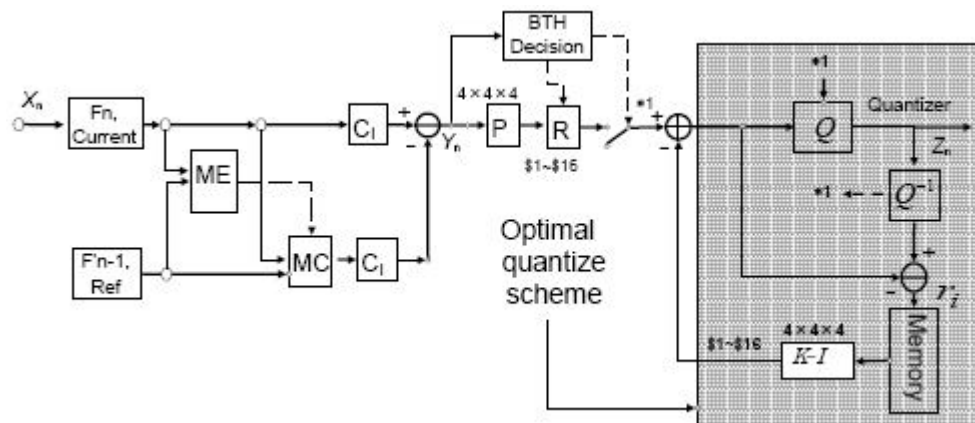 Xn
Fn,
Current
ME
F'n-1,
Ref
MC
CI
CI
+
-
Yn
BTH
Decision
4×4×4
P
R
$1~$16
*1
+
-
Optimal
quantize
scheme
*1
Q
Quantizer
Zn
*1
Q-1
+
-
Memory
4×4×4
K-I
$1~$16